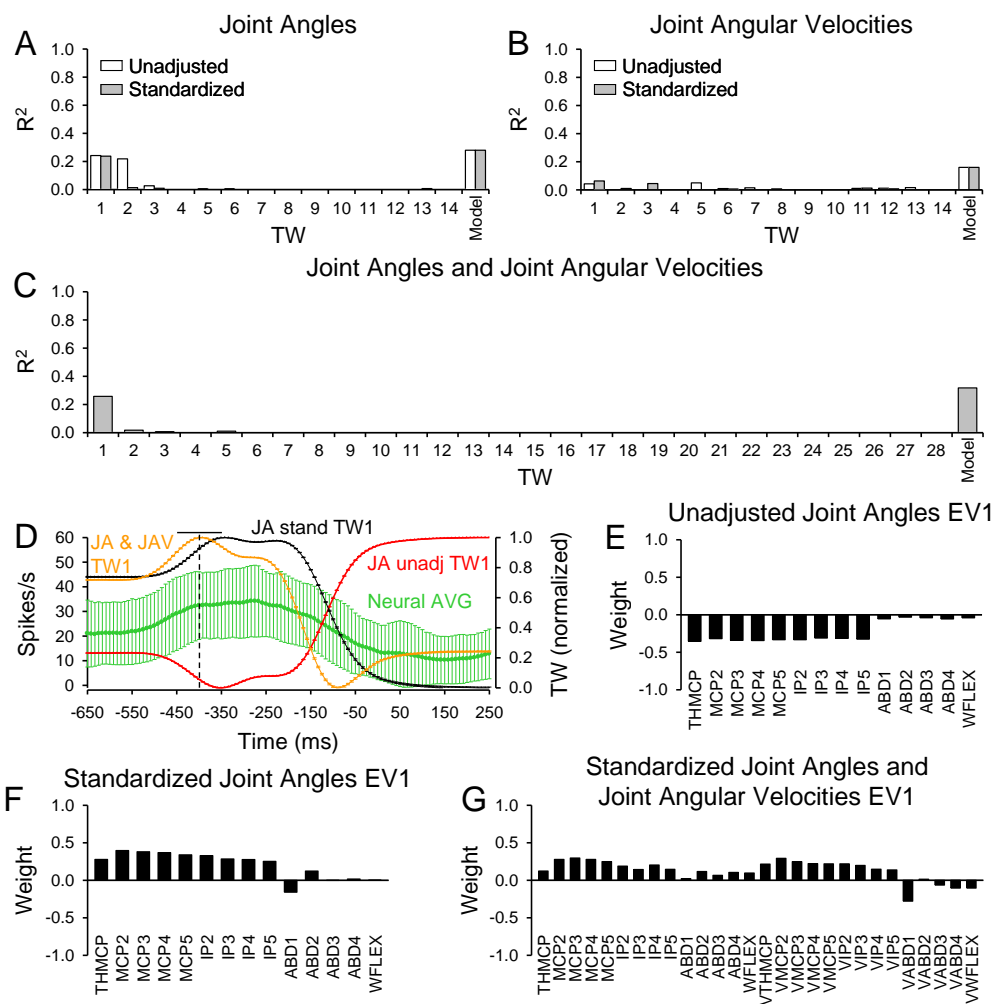 A
Joint Angles
1.0
0.8
0.6
0.4
0.2
0.0
R²
Unadjusted
Standardized
1 2 3 4 5 6 7 8 9 10 11 12 13 14 Model
TW
B
Joint Angular Velocities
1.0
0.8
0.6
0.4
0.2
0.0
R²
Unadjusted
Standardized
1 2 3 4 5 6 7 8 9 10 11 12 13 14 Model
TW
C
Joint Angles and Joint Angular Velocities
1.0
0.8
0.6
0.4
0.2
0.0
R²
1 2 3 4 5 6 7 8 9 10 11 12 13 14 15 16 17 18 19 20 21 22 23 24 25 26 27 28 Model
TW
D
60
50
40
30
20
10
0
Spikes/s
JA & JAV
TW1
JA stand TW1
JA unadj TW1
Neural AVG
1.0
0.8
0.6
0.4
0.2
0.0
TW (normalized)
-650 -550 -450 -350 -250 -150 -50 50 150 250
Time (ms)
E
Unadjusted Joint Angles EV1
1.0
0.5
0.0
-0.5
-1.0
Weight
THMCP MCP2 MCP3 MCP4 MCP5 IP2 IP3 IP4 IP5 ABD1 ABD2 ABD3 ABD4 WFLEX
F
Standardized Joint Angles EV1
1.0
0.5
0.0
-0.5
-1.0
Weight
THMCP MCP2 MCP3 MCP4 MCP5 IP2 IP3 IP4 IP5 ABD1 ABD2 ABD3 ABD4 WFLEX
G
Standardized Joint Angles and
Joint Angular Velocities EV1
1.0
0.5
0.0
-0.5
-1.0
Weight
THMCP MCP2 MCP3 MCP4 MCP5 IP2 IP3 IP4 IP5 ABD1 ABD2 ABD3 ABD4 WFLEX VTHMCP VMCP2 VMCP3 VMCP4 VMCP5 VIP2 VIP3 VIP4 VIP5 VABD1 VABD2 VABD3 VABD4 VWFLEX